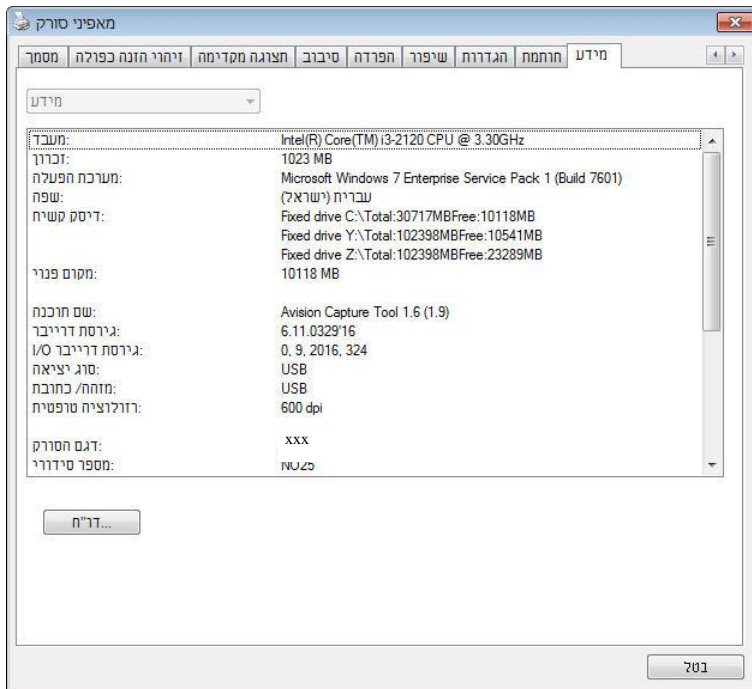 מאפיני סורק
מסמך זיהוי הזנה כפולה תצוגה מקדימה סיבוב הפרדה שיפור הגדרות חותמת מידע
מידע
מעבד: Intel(R) Core(TM) i3-2120 CPU @ 3.30GHz
זכרון: 1023 MB
מערכת הפעלה: Microsoft Windows 7 Enterprise Service Pack 1 (Build 7601)
שפה: עברית (ישראל)
דיסק קשיח: Fixed drive C:\Total:30717MBFree:10118MB
Fixed drive Y:\Total:102398MBFree:10541MB
Fixed drive Z:\Total:102398MBFree:23289MB
מקום פנוי: 10118 MB
שם תוכנה: Avision Capture Tool 1.6 (1.9)
גירסת דרייבר: 6.11.0329'16
גירסת דרייבר I/O: 0, 9, 2016, 324
סוג יציאה: USB
מזהה/ כתובת: USB
רזולוציה טופטית: 600 dpi
דגם הסורק: xxx
מספר סידורי: NO25
דו"ח...
בטל